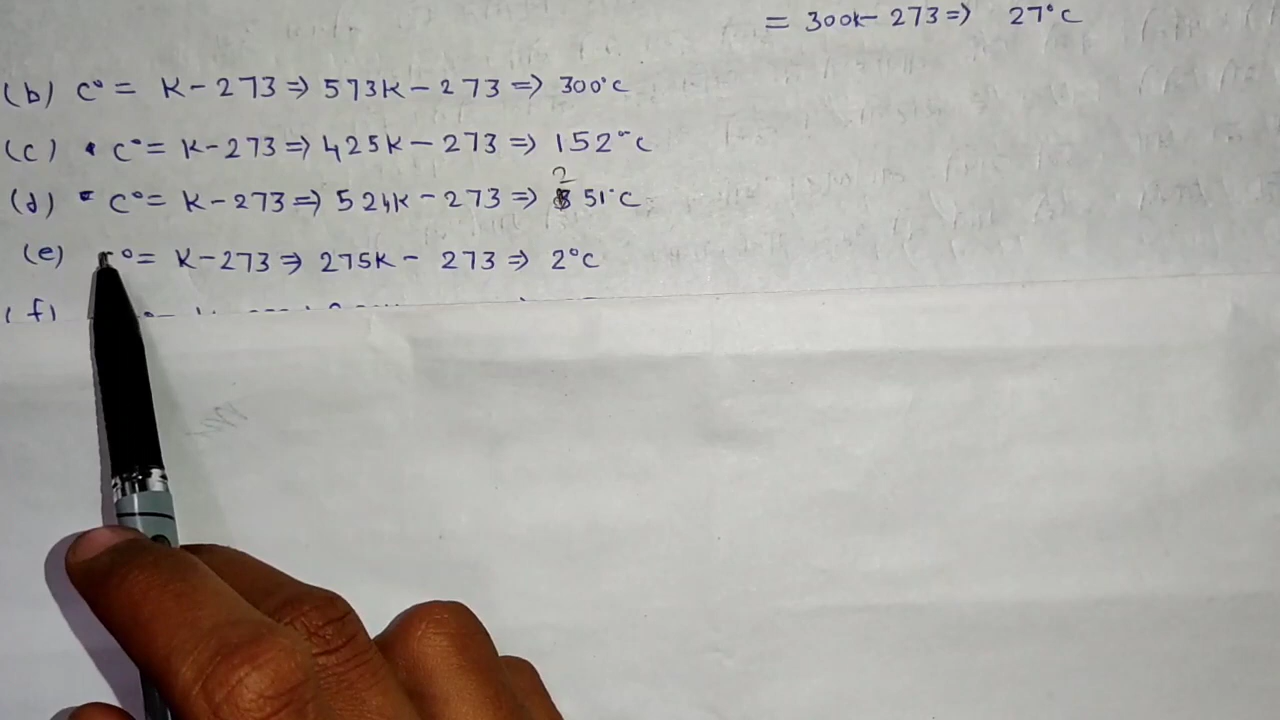 = 300k- 273 => 27°C
(b) C° = K-273 => 573K-273 => 300°C
(c) C° = K-273 => 425K-273 => 152°C
(d) C° = K-273 => 524K-273 => 251°C
(e) ° = K-273 => 275K- 273 => 2°C
(f)